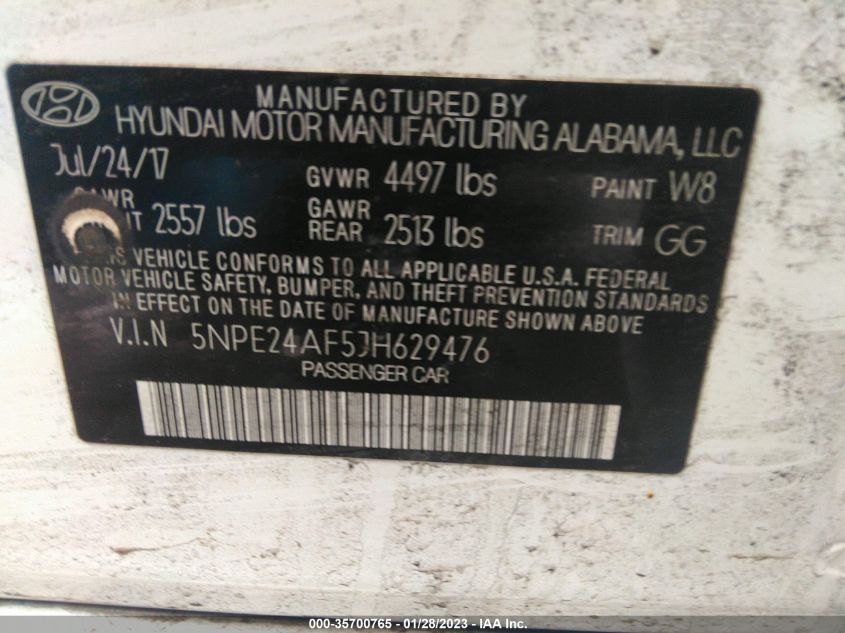 MANUFACTURED BY
HYUNDAI MOTOR MANUFACTURING ALABAMA, LLC
Jul/24/17 GVWR 4497 lbs PAINT W8
2557 lbs GAWR REAR 2513 lbs TRIM GG
VEHICLE CONFORMS TO ALL APPLICABLE U.S.A. FEDERAL
MOTOR VEHICLE SAFETY, BUMPER, AND THEFT PREVENTION STANDARDS
IN EFFECT ON THE DATE OF MANUFACTURE SHOWN ABOVE
V.I.N 5NPE24AF5JH629476
PASSENGER CAR
000-35700765 - 01/28/2023 - IAA Inc.